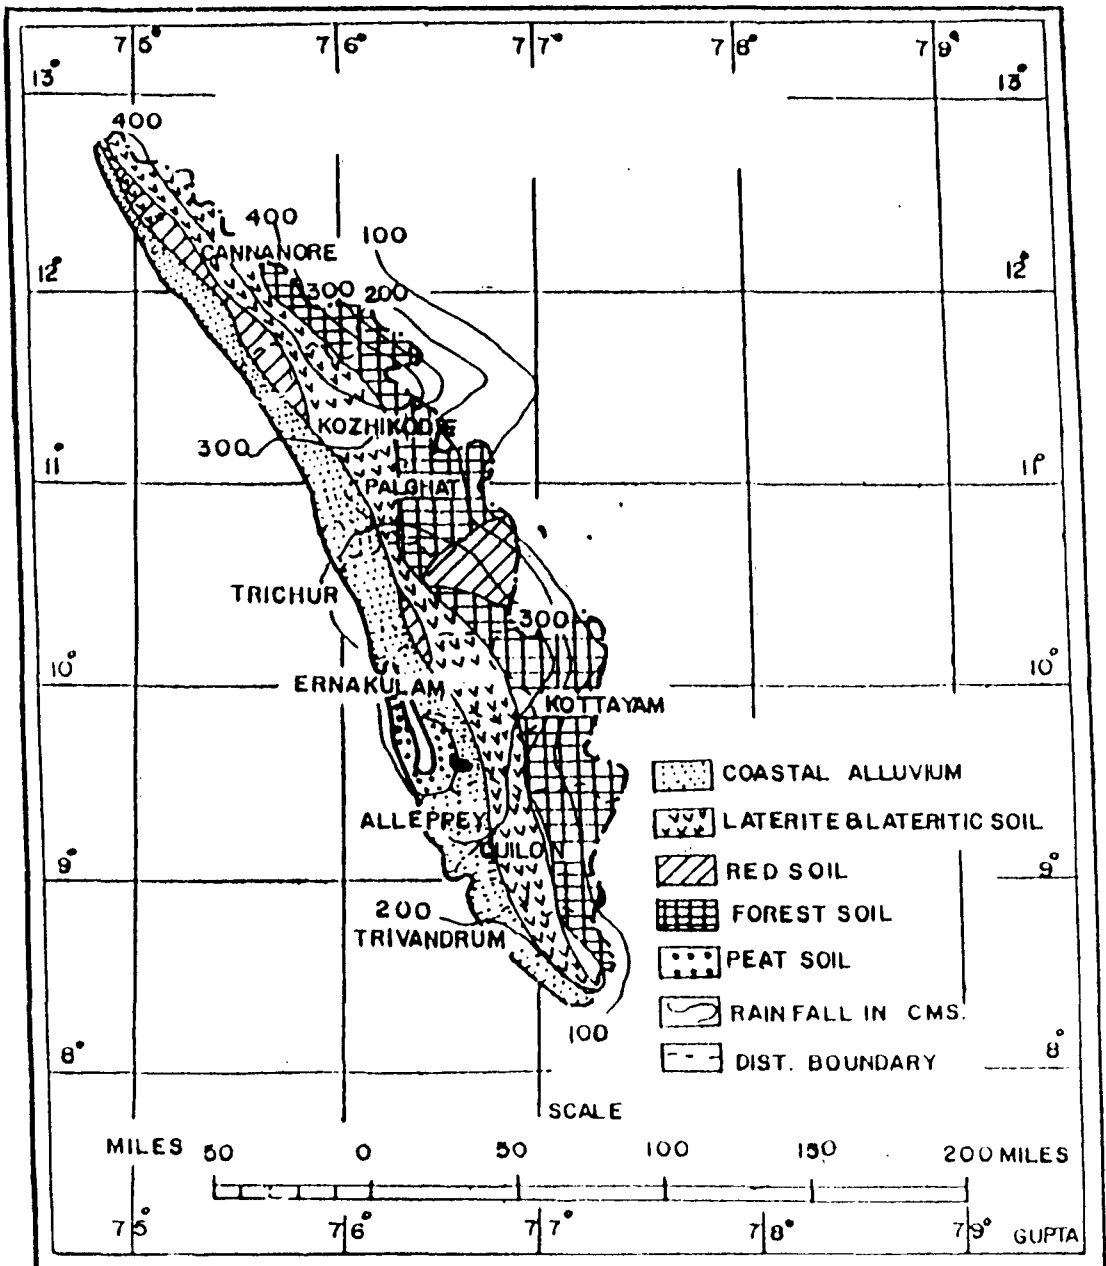 75° 76° 77° 78° 79°
13° 13°
400
400
100
CANNANORE
12° 12°
300 200
KOZHIKODE
300
11° 11°
PALGHAT
TRICHUR
300
10° 10°
ERNAKULAM
KOTTAYAM
COASTAL ALLUVIUM
ALLEPPEY
LATERITE & LATERITIC SOIL
QUILON
9° 9°
RED SOIL
200
FOREST SOIL
TRIVANDRUM
PEAT SOIL
RAINFALL IN CMS.
100
8° 8°
DIST. BOUNDARY
SCALE
MILES 50 0 50 100 150 200 MILES
75° 76° 77° 78° 79°
GUPTA